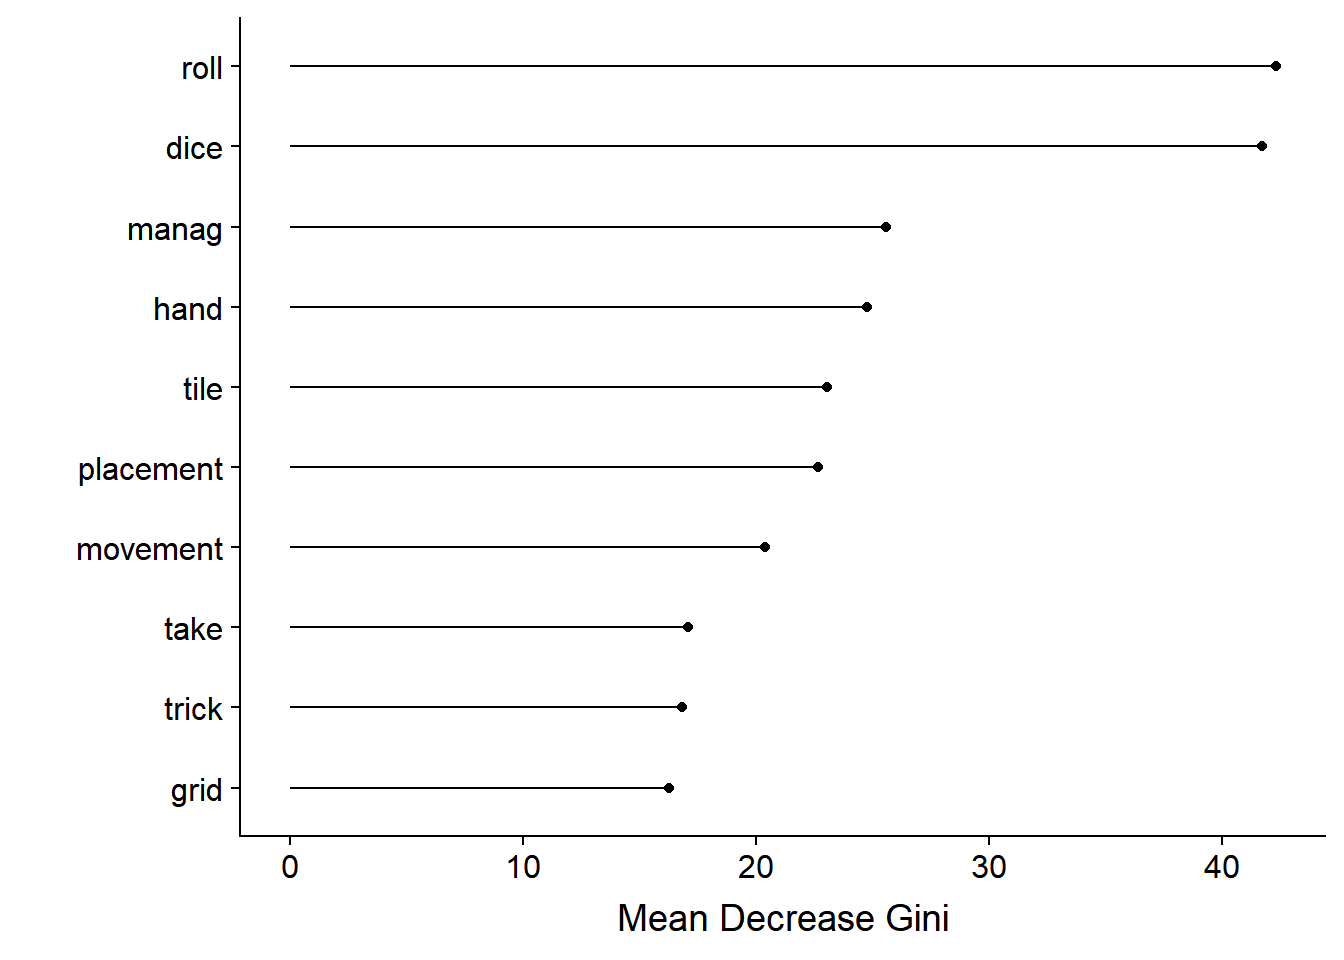 roll
dice
manag
hand
tile
placement
movement
take
trick
grid
0 10 20 30 40
Mean Decrease Gini